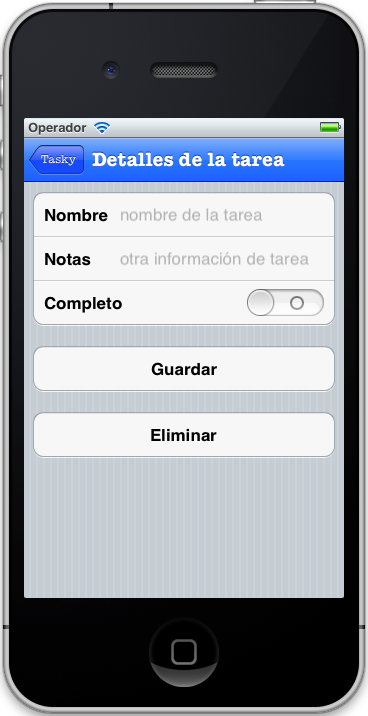 Operador
Tasky Detalles de la tarea
Nombre nombre de la tarea
Notas otra información de tarea
Completo
Guardar
Eliminar